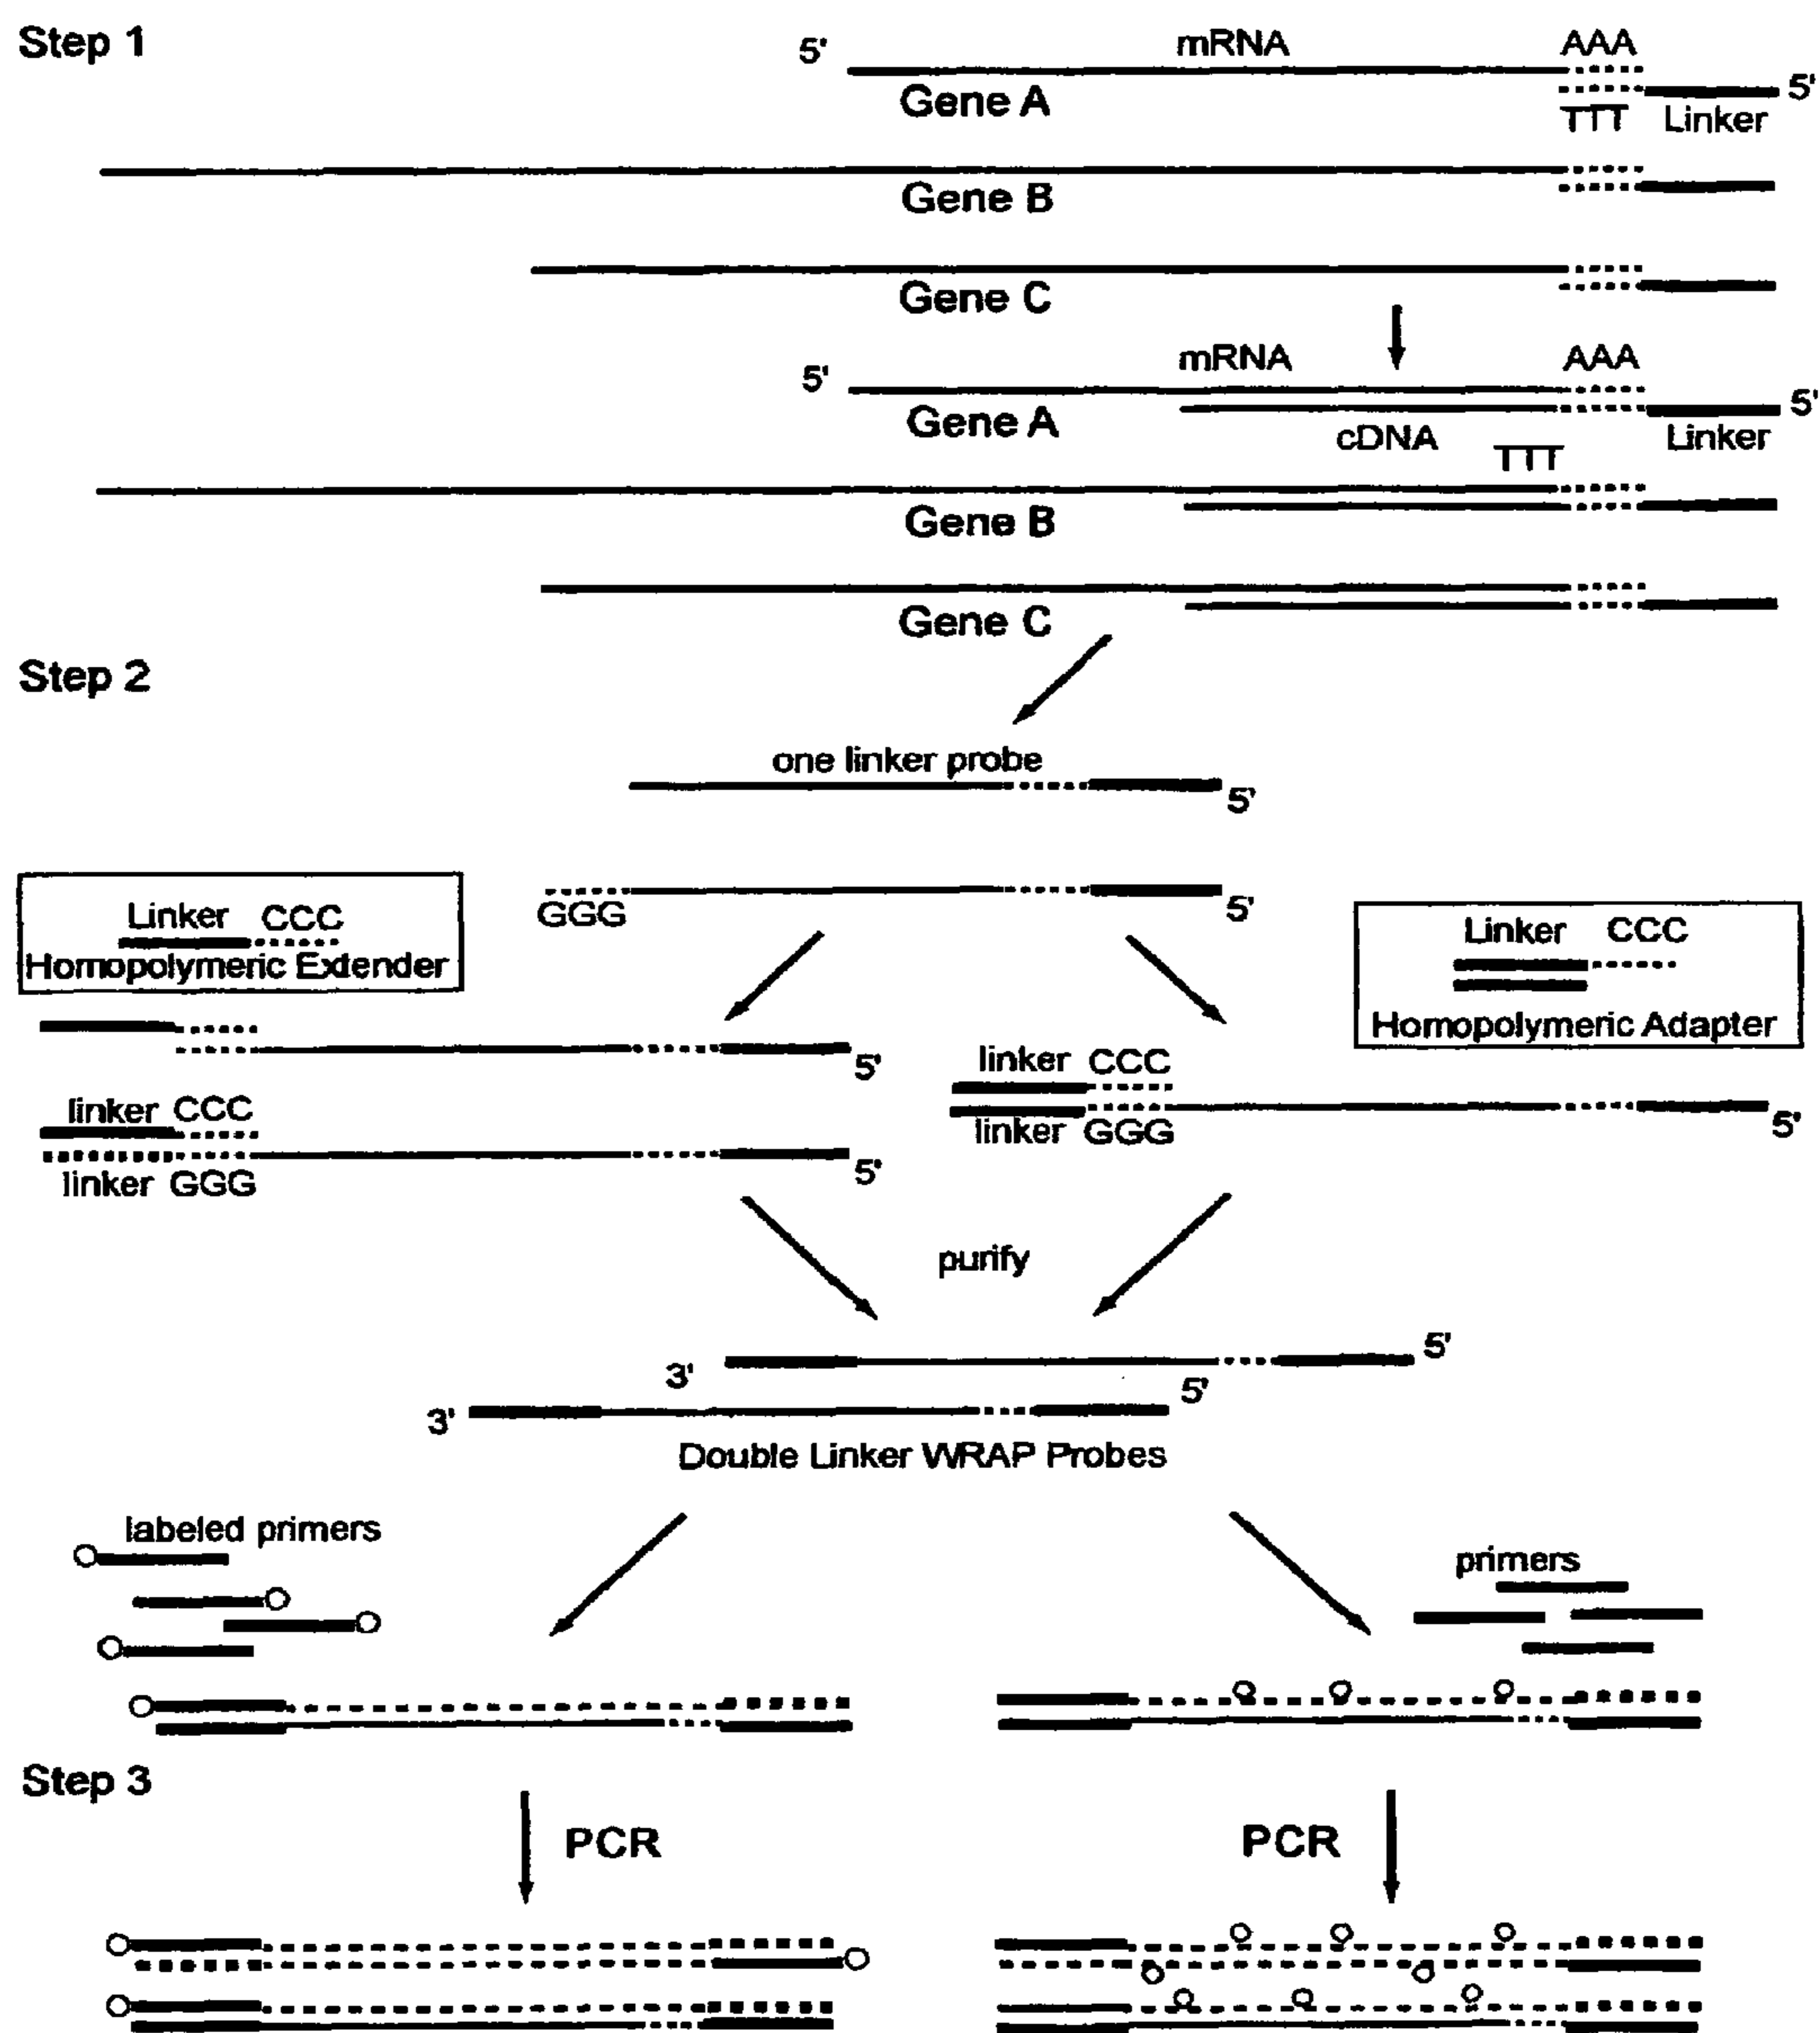 Step 1
5' mRNA AAA
Gene A 5'
TTT Linker
Gene B
Gene C
mRNA AAA
5' 5'
Gene A cDNA Linker
TTT
Gene B
Gene C
Step 2
one linker probe
5'
GGG 5'
Linker CCC
Homopolymeric Extender
Linker CCC
Homopolymeric Adapter
5'
linker CCC
linker GGG
5'
linker CCC
linker GGG
5'
purify
5'
3'
5'
3'
Double Linker WRAP Probes
labeled primers
primers
Step 3
PCR
PCR